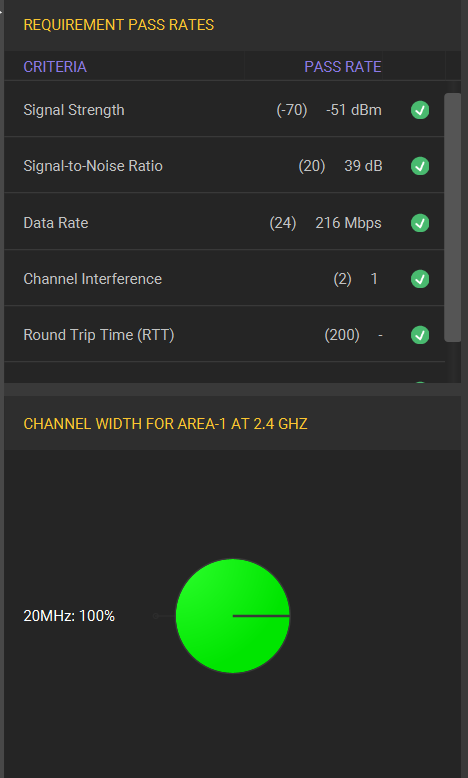 REQUIREMENT PASS RATES
CRITERIA PASS RATE
Signal Strength (-70) -51 dBm
Signal-to-Noise Ratio (20) 39 dB
Data Rate (24) 216 Mbps
Channel Interference (2) 1
Round Trip Time (RTT) (200) -
CHANNEL WIDTH FOR AREA-1 AT 2.4 GHZ
20MHz: 100%